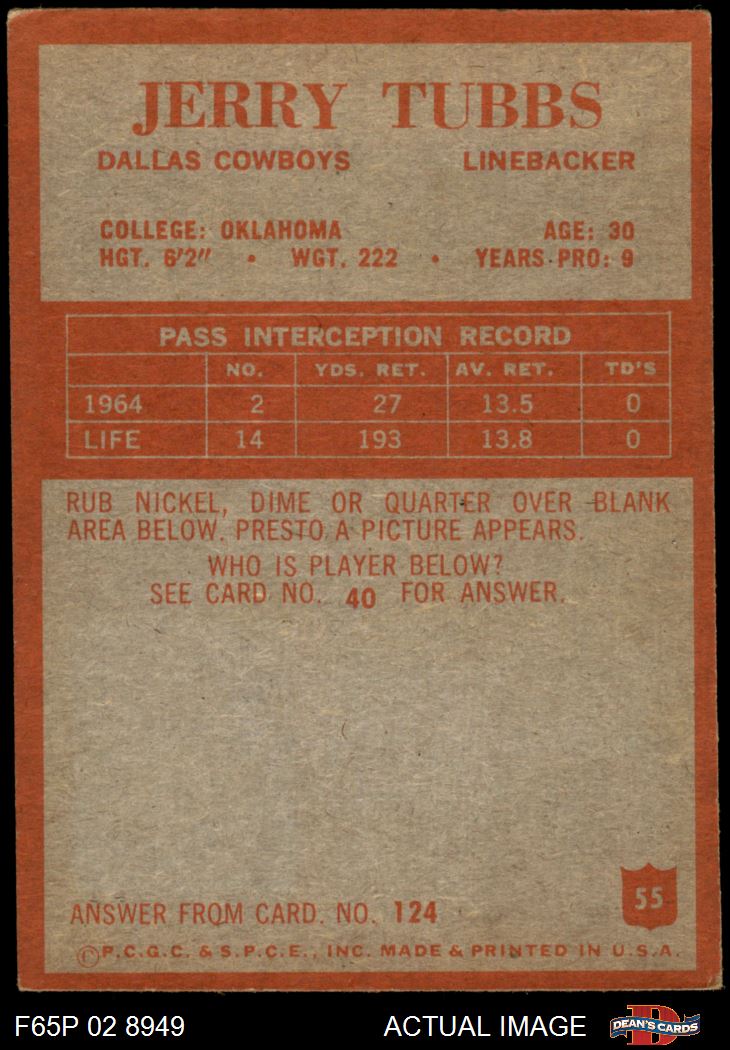 JERRY TUBBS
DALLAS COWBOYS LINEBACKER
COLLEGE: OKLAHOMA AGE: 30
HGT. 6'2" • WGT. 222 • YEARS PRO: 9
PASS INTERCEPTION RECORD
NO. YDS. RET. AV. RET. TD'S
1964 2 27 13.5 0
LIFE 14 193 13.8 0
RUB NICKEL, DIME OR QUARTER OVER BLANK
AREA BELOW. PRESTO A PICTURE APPEARS.
WHO IS PLAYER BELOW?
SEE CARD NO. 40 FOR ANSWER.
55
ANSWER FROM CARD. NO. 124
©P.C.G.C. & S.P.C.E., INC. MADE & PRINTED IN U.S.A.
F65P 02 8949 ACTUAL IMAGE DEAN'S CARDS